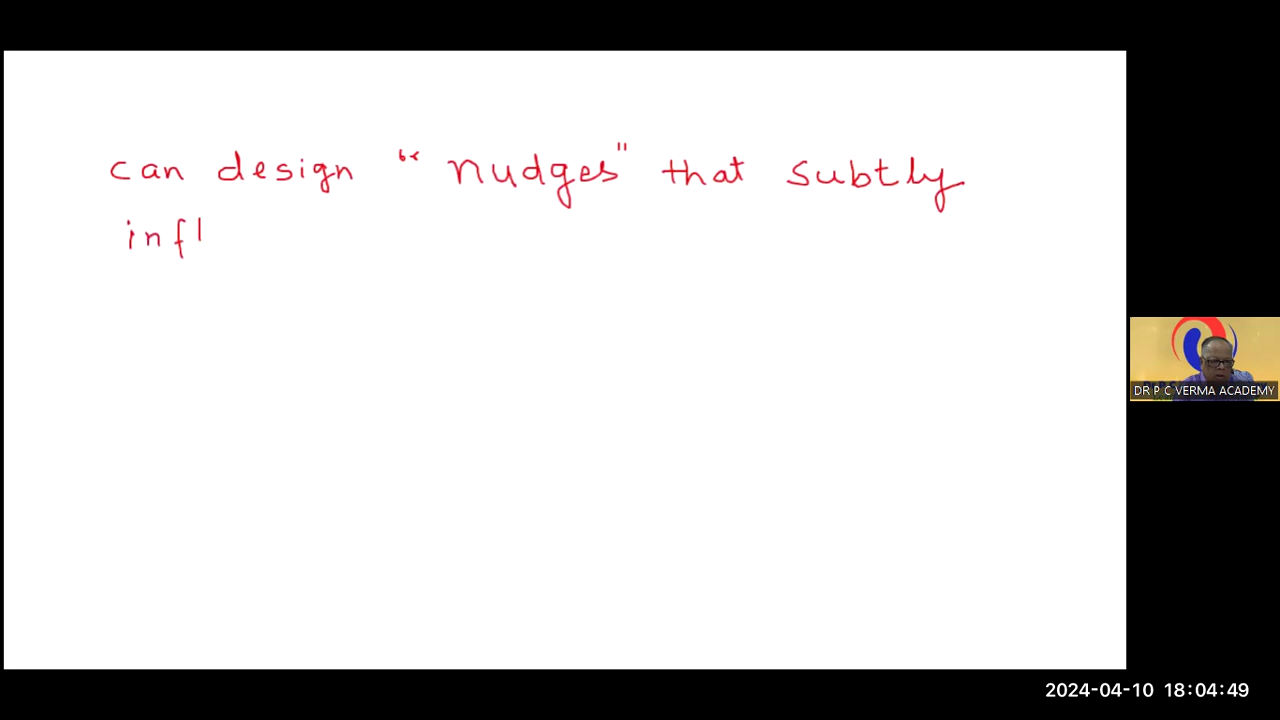 can design “nudges" that subtly
infl
DR P C VERMA ACADEMY
2024-04-10 18:04:49